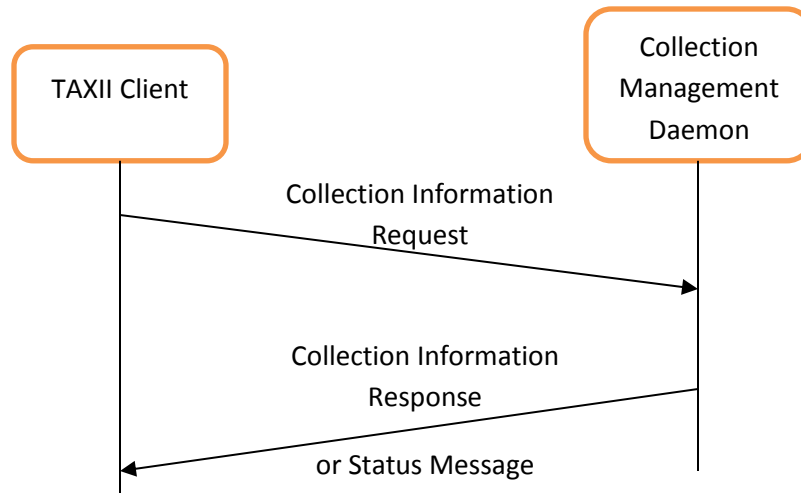 TAXII Client
Collection
Management
Daemon
Collection Information
Request
Collection Information
Response
or Status Message